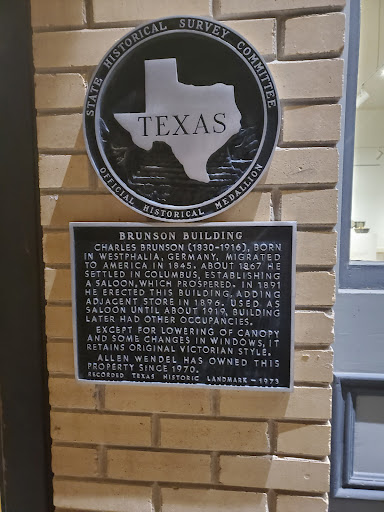 STATE HISTORICAL SURVEY COMMITTEE
TEXAS
OFFICIAL HISTORICAL MEDALLION
BRUNSON BUILDING
CHARLES BRUNSON (1830-1916), BORN
IN WESTPHALIA, GERMANY, MIGRATED
TO AMERICA IN 1845. ABOUT 1867 HE
SETTLED IN COLUMBUS, ESTABLISHING
A SALOON, WHICH PROSPERED. IN 1891
HE ERECTED THIS BUILDING, ADDING
ADJACENT STORE IN 1896. USED AS
SALOON UNTIL ABOUT 1919, BUILDING
LATER HAD OTHER OCCUPANCIES.
EXCEPT FOR LOWERING OF CANOPY
AND SOME CHANGES IN WINDOWS, IT
RETAINS ORIGINAL VICTORIAN STYLE.
ALLEN WENDEL HAS OWNED THIS
PROPERTY SINCE 1970.
RECORDED TEXAS HISTORIC LANDMARK - 1973